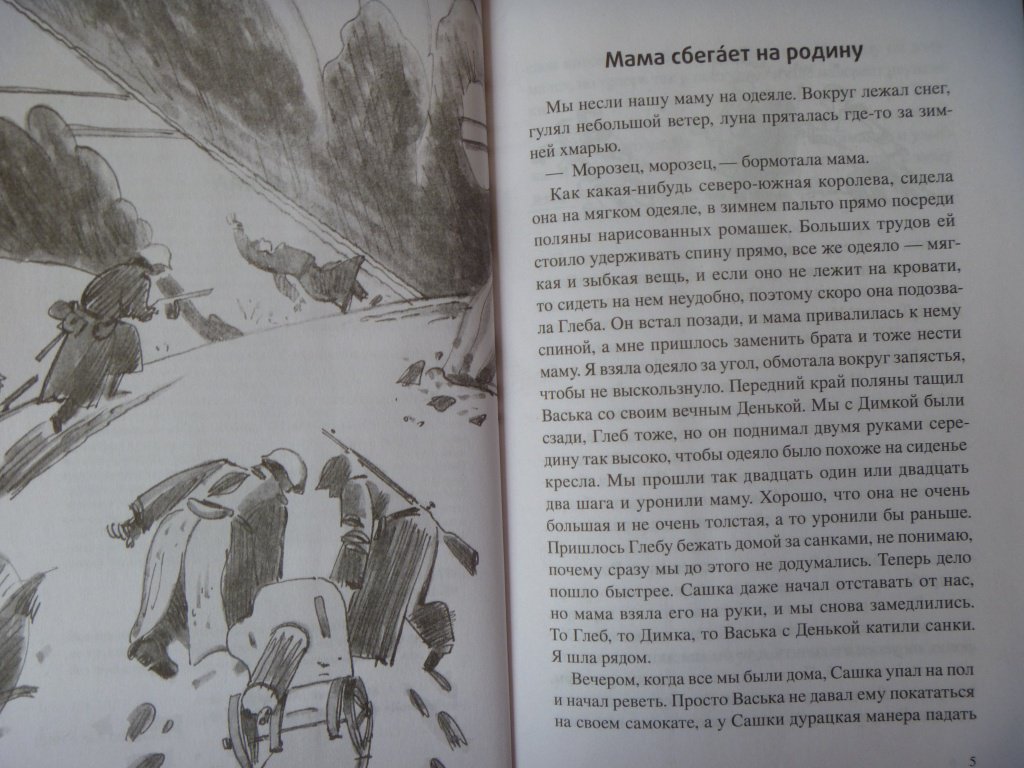 Мама сбега́ет на родину
Мы несли нашу маму на одеяле. Вокруг лежал снег,
гулял небольшой ветер, луна пряталась где-то за зим-
ней хмарью.
— Морозец, морозец, — бормотала мама.
Как какая-нибудь северо-южная королева, сидела
она на мягком одеяле, в зимнем пальто прямо посреди
поляны нарисованных ромашек. Больших трудов ей
стоило удерживать спину прямо, все же одеяло — мяг-
кая и зыбкая вещь, и если оно не лежит на кровати,
то сидеть на нем неудобно, поэтому скоро она подозва-
ла Глеба. Он встал позади, и мама привалилась к нему
спиной, а мне пришлось заменить брата и тоже нести
маму. Я взяла одеяло за угол, обмотала вокруг запястья,
чтобы не выскользнуло. Передний край поляны тащил
Васька со своим вечным Денькой. Мы с Димкой были
сзади, Глеб тоже, но он поднимал двумя руками сере-
дину так высоко, чтобы одеяло было похоже на сиденье
кресла. Мы прошли так двадцать один или двадцать
два шага и уронили маму. Хорошо, что она не очень
большая и не очень толстая, а то уронили бы раньше.
Пришлось Глебу бежать домой за санками, не понимаю,
почему сразу мы до этого не додумались. Теперь дело
пошло быстрее. Сашка даже начал отставать от нас,
но мама взяла его на руки, и мы снова замедлились.
То Глеб, то Димка, то Васька с Денькой катили санки.
Я шла рядом.
Вечером, когда все мы были дома, Сашка упал на пол
и начал реветь. Просто Васька не давал ему покататься
на своем самокате, а у Сашки дурацкая манера падать
5